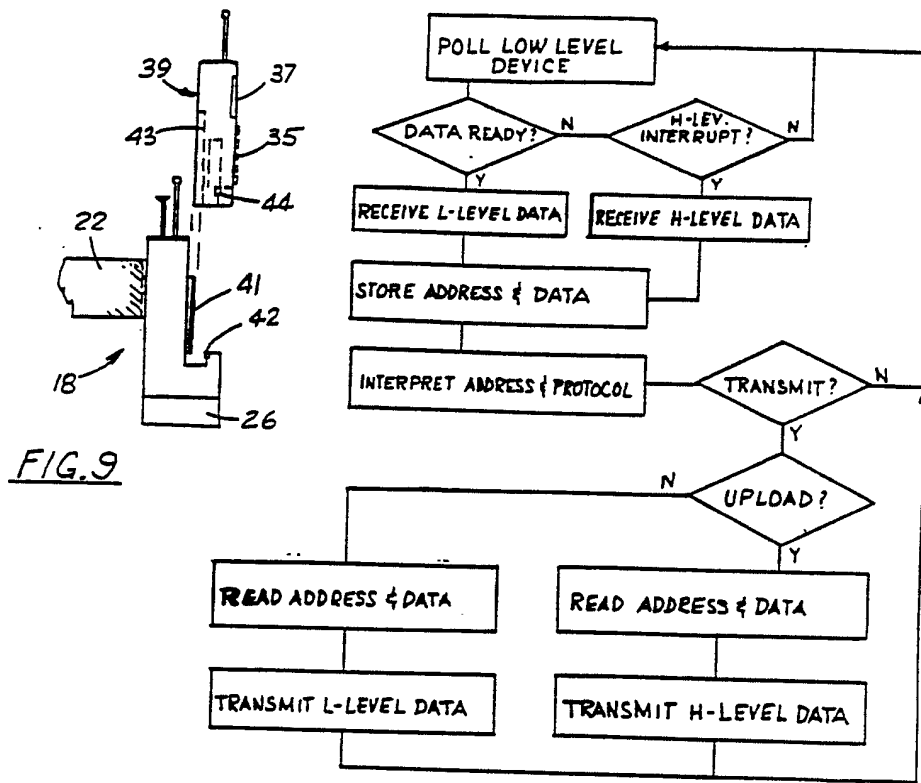 39
37
43
35
44
22
41
42
18
26
FIG.9
POLL LOW LEVEL
DEVICE
DATA READY?
N
H-LEV.
INTERRUPT?
N
Y
Y
RECEIVE L-LEVEL DATA
RECEIVE H-LEVEL DATA
STORE ADDRESS & DATA
INTERPRET ADDRESS & PROTOCOL
TRANSMIT?
N
Y
N
UPLOAD?
Y
READ ADDRESS & DATA
READ ADDRESS & DATA
TRANSMIT L-LEVEL DATA
TRANSMIT H-LEVEL DATA